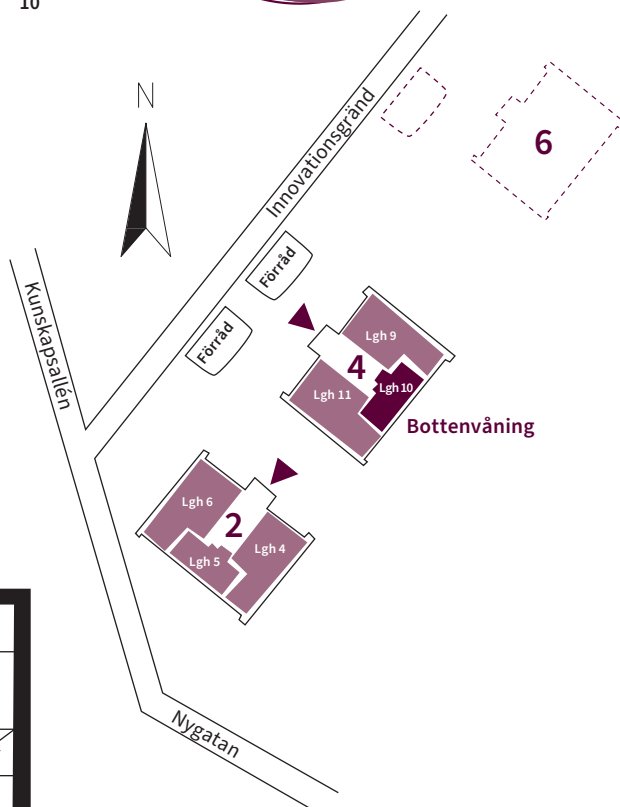 10
N
Innovationsgränd
6
Kunskapsallén
Förråd
Förråd
Lgh 9
4
Lgh 10
Lgh 11
Bottenvåning
Lgh 6
2
Lgh 4
Lgh 5
Nygatan